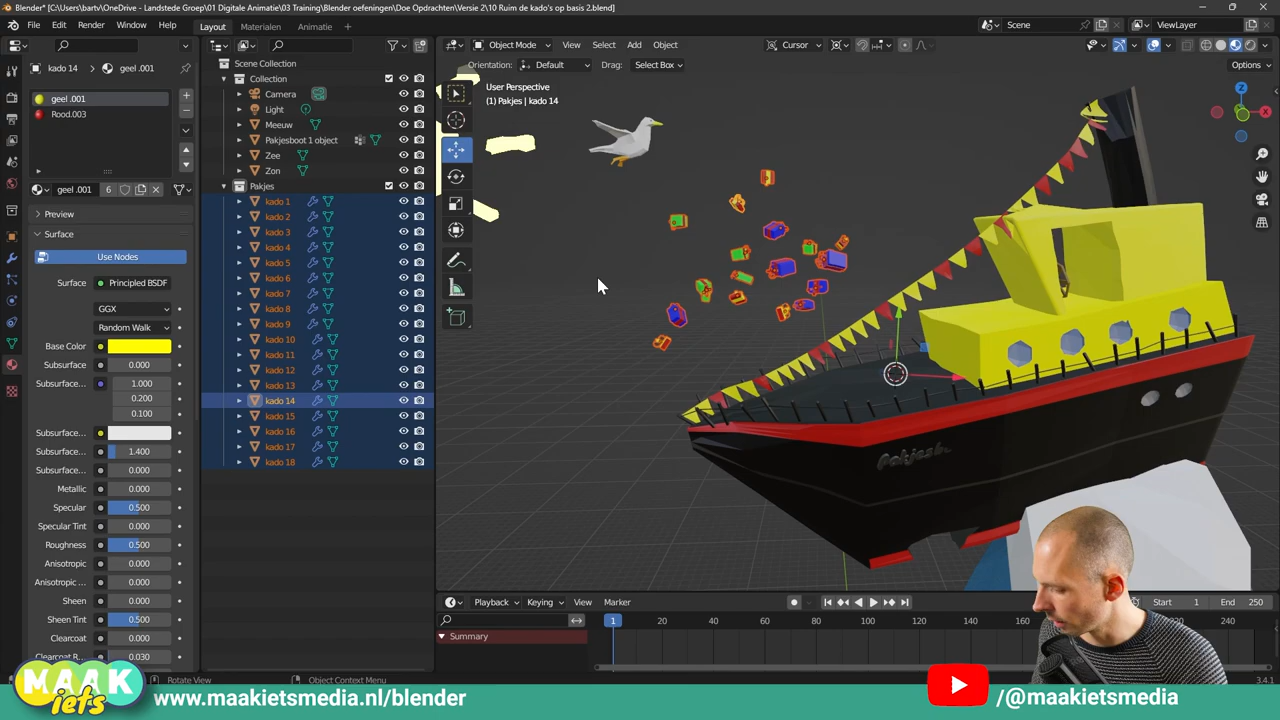 Blender* [C:\Users\bartv\OneDrive - Landstede Groep\01 Digitale Animatie\03 Training\Blender oefeningen\Doe Opdrachten\Versie 2\10 Ruim de kado's op basis 2.blend]
File Edit Render Window Help Layout Materialen Animatie Scene ViewLayer
Object Mode View Select Add Object Cursor
Orientation: Default Drag: Select Box Options
kado 14 geel .001
geel .001
Rood.003
geel .001 6
Preview
Surface
Use Nodes
Surface Principled BSDF
GGX
Random Walk
Base Color
Subsurface 0.000
Subsurface... 1.000
0.200
0.100
Subsurface...
Subsurface... 1.400
Subsurface... 0.000
Metallic 0.000
Specular 0.500
Specular Tint 0.000
Roughness 0.500
Anisotropic 0.000
Anisotropic ... 0.000
Sheen 0.000
Sheen Tint 0.500
Clearcoat 0.000
Clearcoat R... 0.030
Scene Collection
Collection
Camera
Light
Meeuw
Pakjesboot 1 object
Zee
Zon
Pakjes
kado 1
kado 2
kado 3
kado 4
kado 5
kado 6
kado 7
kado 8
kado 9
kado 10
kado 11
kado 12
kado 13
kado 14
kado 15
kado 16
kado 17
kado 18
User Perspective
(1) Pakjes | kado 14
Z
X
Pakjesb
Playback Keying View Marker 1 Start 1 End 250
1 20 40 60 80 100 120 140 160 220 240
Summary
Rotate View Object Context Menu 3.4.1
MAAK
iets
www.maakietsmedia.nl/blender
/@maakietsmedia